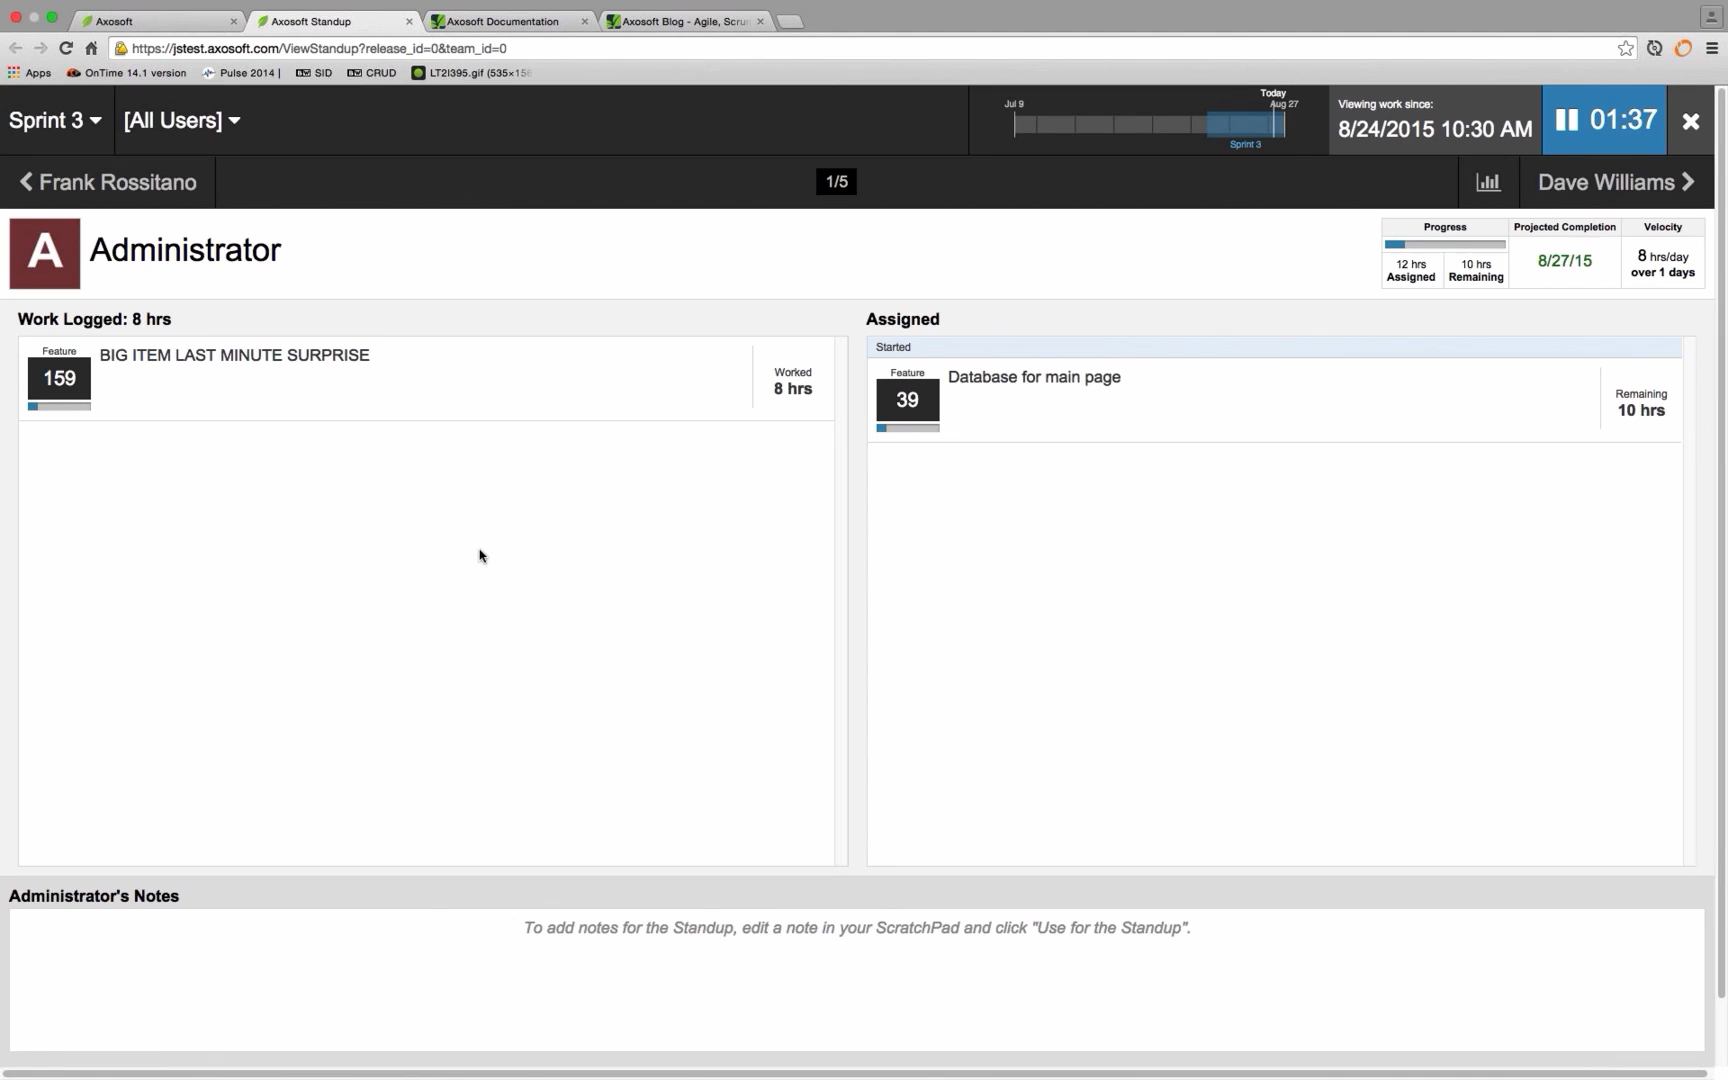 Axosoft
Axosoft Standup
Axosoft Documentation
Axosoft Blog - Agile, Scru
https://jstest.axosoft.com/ViewStandup?release_id=0&team_id=0
Apps
OnTime 14.1 version
Pulse 2014 |
SID
CRUD
LT2I395.gif (535×156
Sprint 3
[All Users]
Jul 9
Today
Aug 27
Sprint 3
Viewing work since:
8/24/2015 10:30 AM
01:37
Frank Rossitano
1/5
Dave Williams
A
Administrator
Progress
12 hrs
Assigned
10 hrs
Remaining
Projected Completion
8/27/15
Velocity
8 hrs/day
over 1 days
Work Logged: 8 hrs
Feature
159
BIG ITEM LAST MINUTE SURPRISE
Worked
8 hrs
Assigned
Started
Feature
39
Database for main page
Remaining
10 hrs
Administrator's Notes
To add notes for the Standup, edit a note in your ScratchPad and click "Use for the Standup".